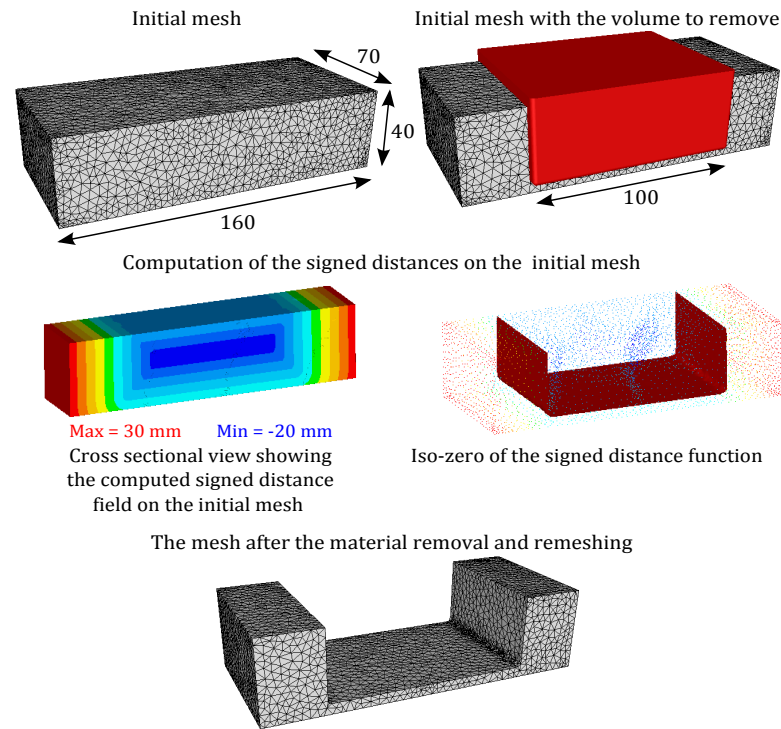 Initial mesh
Initial mesh with the volume to remove
70
40
160
100
Computation of the signed distances on the initial mesh
Max = 30 mm
Min = -20 mm
Cross sectional view showing
the computed signed distance
field on the initial mesh
Iso-zero of the signed distance function
The mesh after the material removal and remeshing